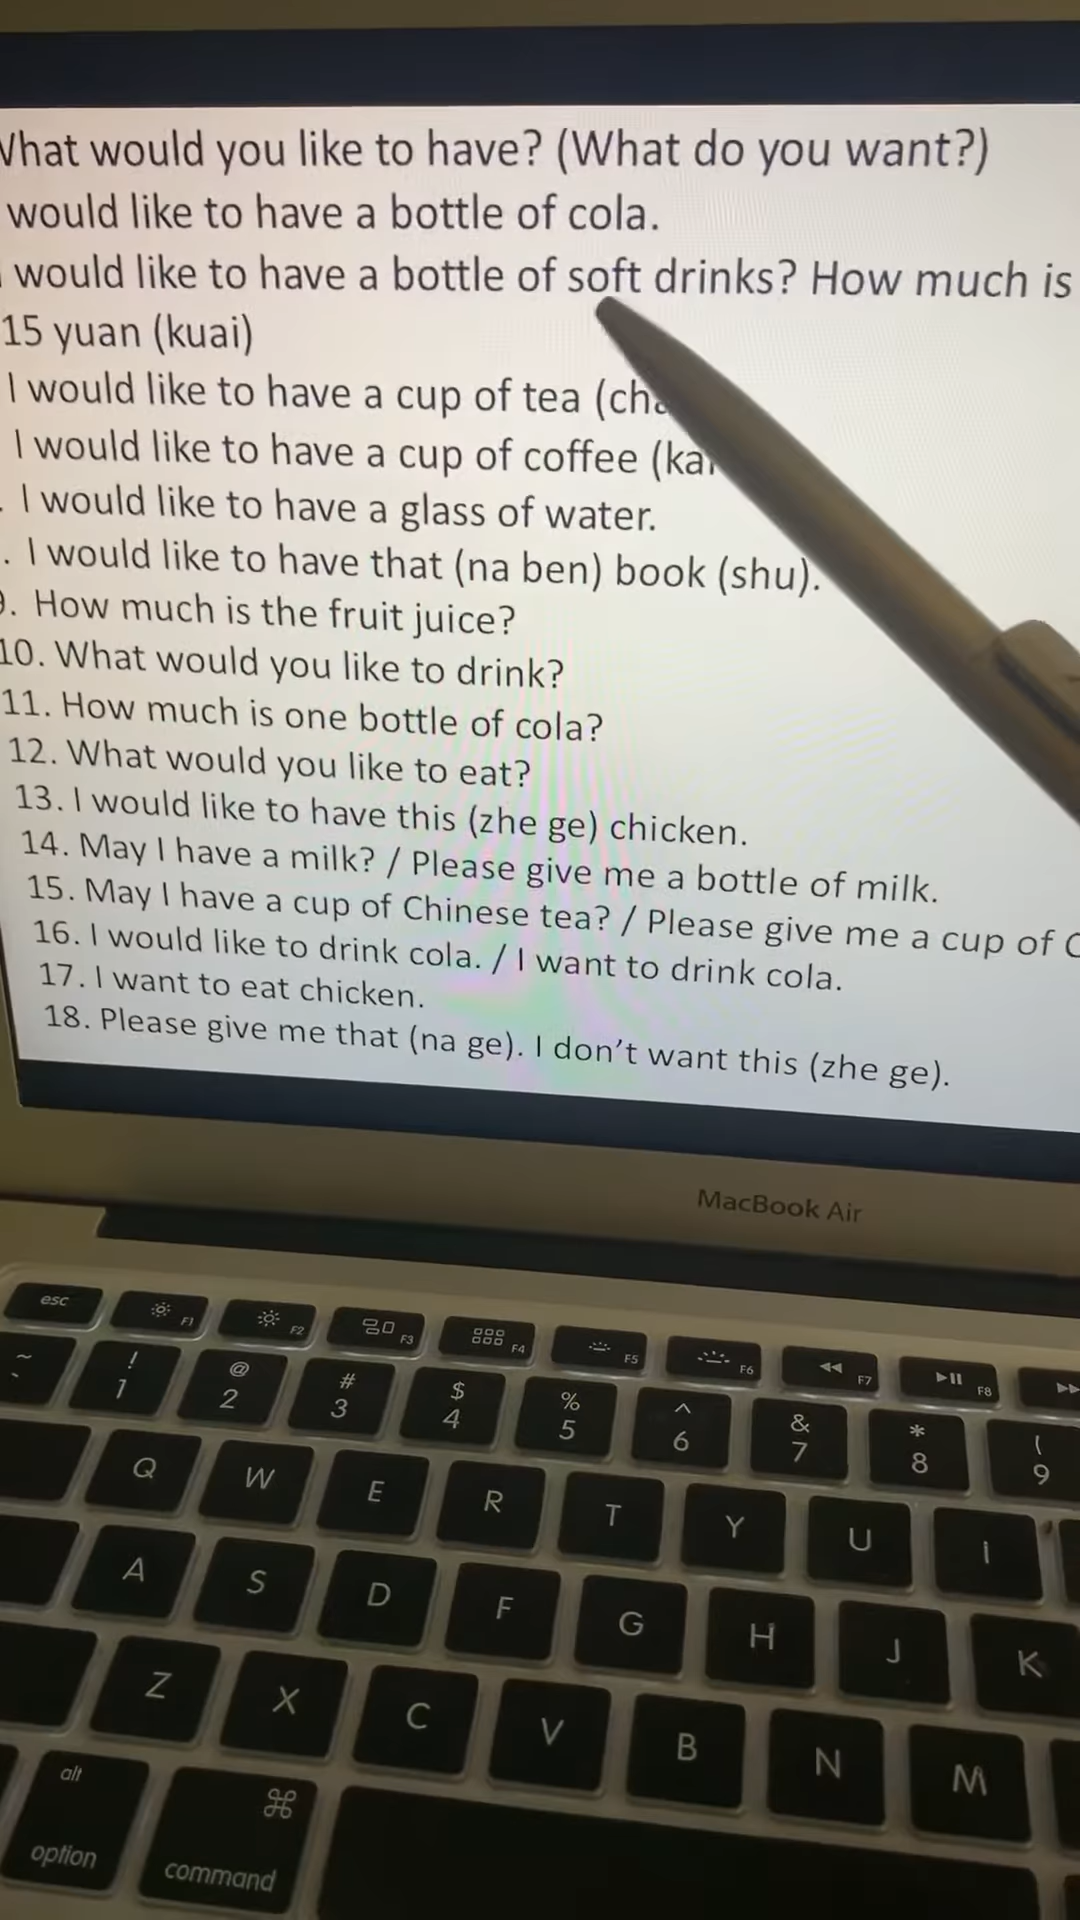 What would you like to have? (What do you want?)
would like to have a bottle of cola.
would like to have a bottle of soft drinks? How much is
15 yuan (kuai)
I would like to have a cup of tea
I would like to have a cup of coffee
I would like to have a glass of water.
. I would like to have that (na ben) book (shu).
9. How much is the fruit juice?
10. What would you like to drink?
11. How much is one bottle of cola?
12. What would you like to eat?
13. I would like to have this (zhe ge) chicken.
14. May I have a milk? / Please give me a bottle of milk.
15. May I have a cup of Chinese tea? / Please give me a cup of
16. I would like to drink cola. / I want to drink cola.
17. I want to eat chicken.
18. Please give me that (na ge). I don't want this (zhe ge).
MacBook Air
esc F1 F2 F3 F4 F5 F6 F7 F8
~ ! @ # $ % ^ & * (
1 2 3 4 5 6 7 8 9
Q W E R T Y U I
A S D F G H J K
Z X C V B N M
alt ⌘
option command